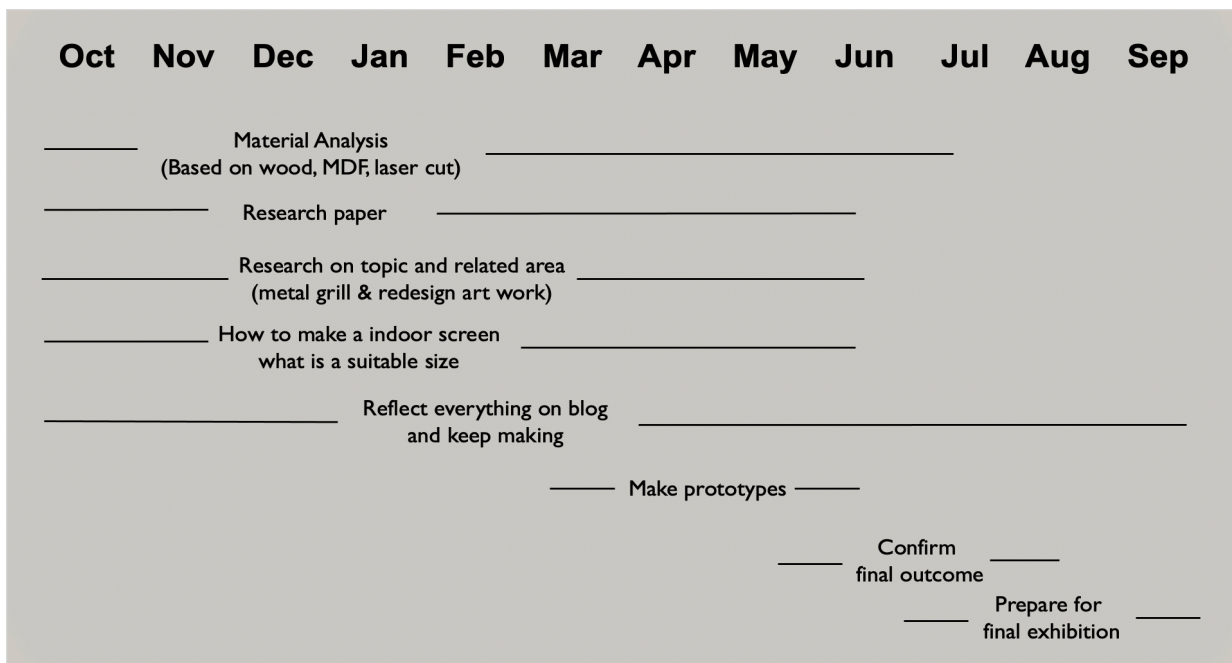 Oct Nov Dec Jan Feb Mar Apr May Jun Jul Aug Sep
Material Analysis
(Based on wood, MDF, laser cut)
Research paper
Research on topic and related area
(metal grill & redesign art work)
How to make a indoor screen
what is a suitable size
Reflect everything on blog
and keep making
Make prototypes
Confirm
final outcome
Prepare for
final exhibition